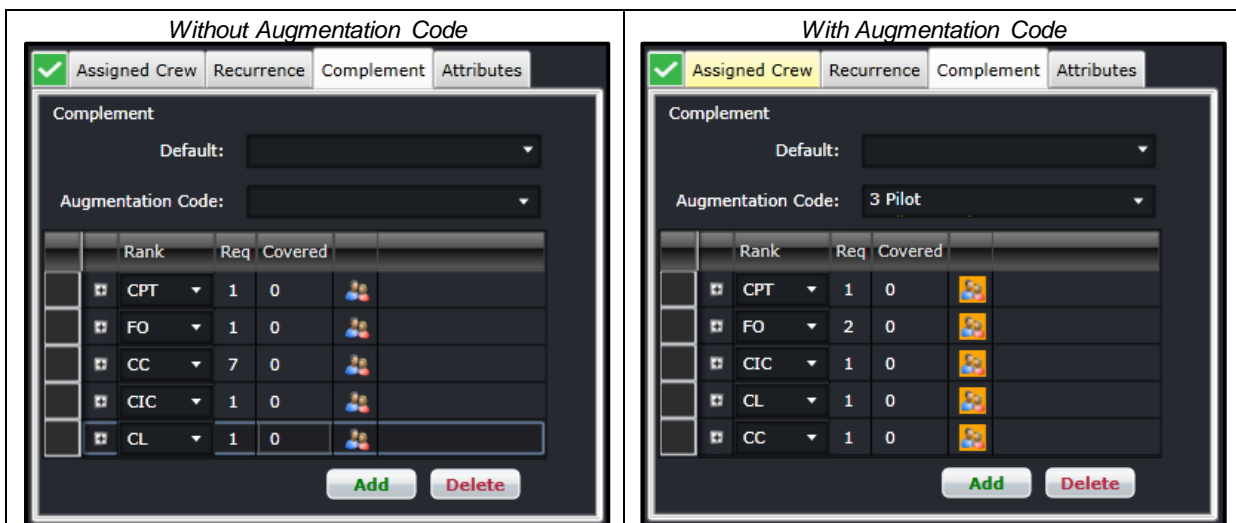 Without Augmentation Code
Assigned Crew Recurrence Complement Attributes
Complement
Default:
Augmentation Code:
Rank Req Covered
CPT 1 0
FO 1 0
CC 7 0
CIC 1 0
CL 1 0
Add Delete
With Augmentation Code
Assigned Crew Recurrence Complement Attributes
Complement
Default:
Augmentation Code: 3 Pilot
Rank Req Covered
CPT 1 0
FO 2 0
CIC 1 0
CL 1 0
CC 1 0
Add Delete